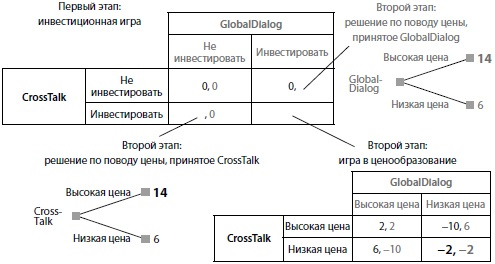 Первый этап:
инвестиционная игра
GlobalDialog
Не
инвестировать
Инвестировать
CrossTalk
Не
инвестировать
0, 0
0,
Инвестировать
, 0
Второй этап:
решение по поводу цены,
принятое GlobalDialog
Высокая цена
14
Global-
Dialog
Низкая цена
6
Второй этап:
решение по поводу цены, принятое CrossTalk
Высокая цена
14
Cross-
Talk
Низкая цена
6
Второй этап:
игра в ценообразование
GlobalDialog
Высокая цена
Низкая цена
CrossTalk
Высокая цена
2, 2
–10, 6
Низкая цена
6, –10
–2, –2